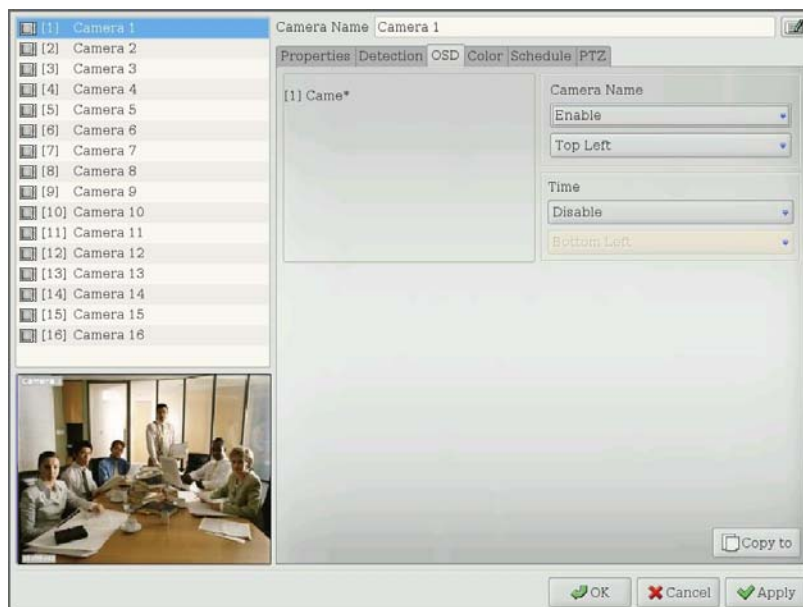 [1] Camera 1
[2] Camera 2
[3] Camera 3
[4] Camera 4
[5] Camera 5
[6] Camera 6
[7] Camera 7
[8] Camera 8
[9] Camera 9
[10] Camera 10
[11] Camera 11
[12] Camera 12
[13] Camera 13
[14] Camera 14
[15] Camera 15
[16] Camera 16
Camera Name Camera 1
Properties Detection OSD Color Schedule PTZ
[1] Came*
Camera Name
Enable
Top Left
Time
Disable
Bottom Left
Copy to
OK Cancel Apply